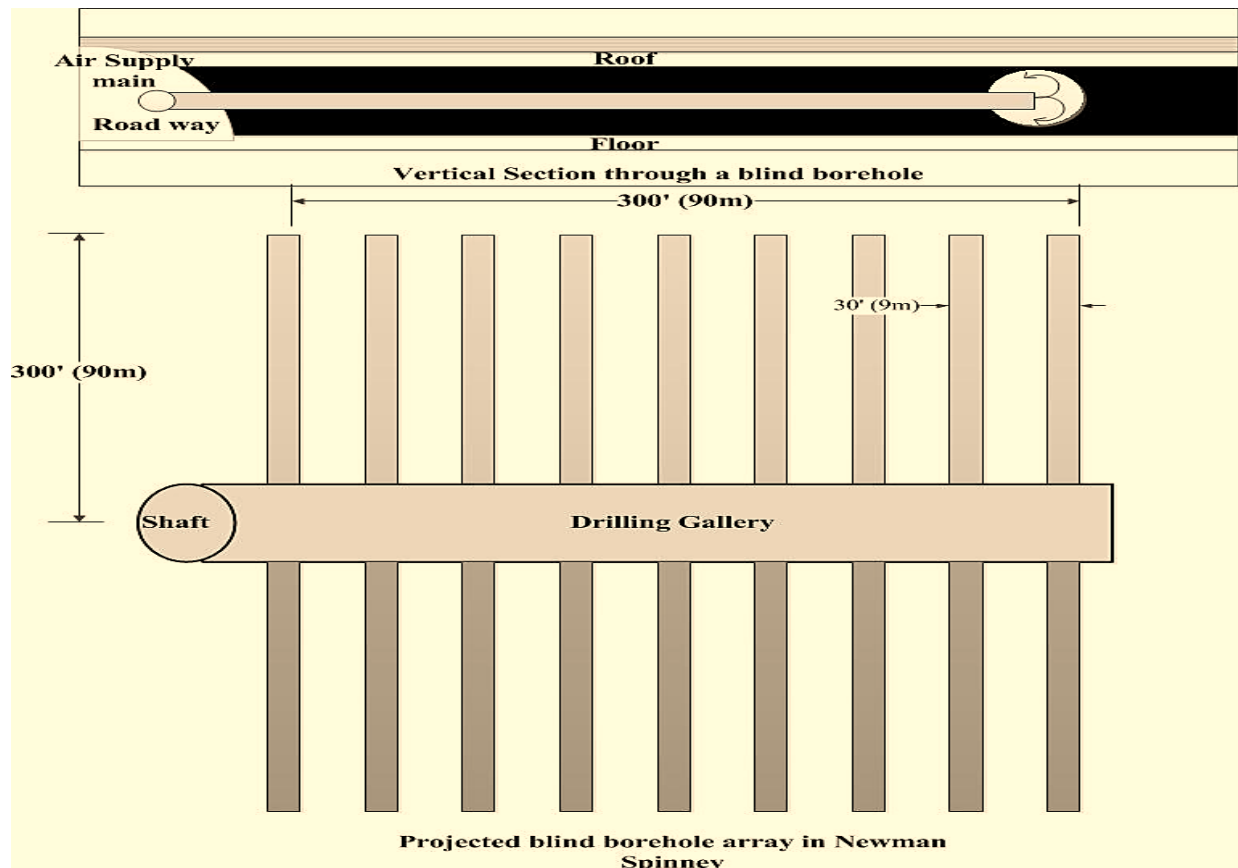 Roof
Air Supply
main
Road way
Floor
Vertical Section through a blind borehole
300' (90m)
30' (9m)
300' (90m)
Shaft
Drilling Gallery
Projected blind borehole array in Newman
Spinney